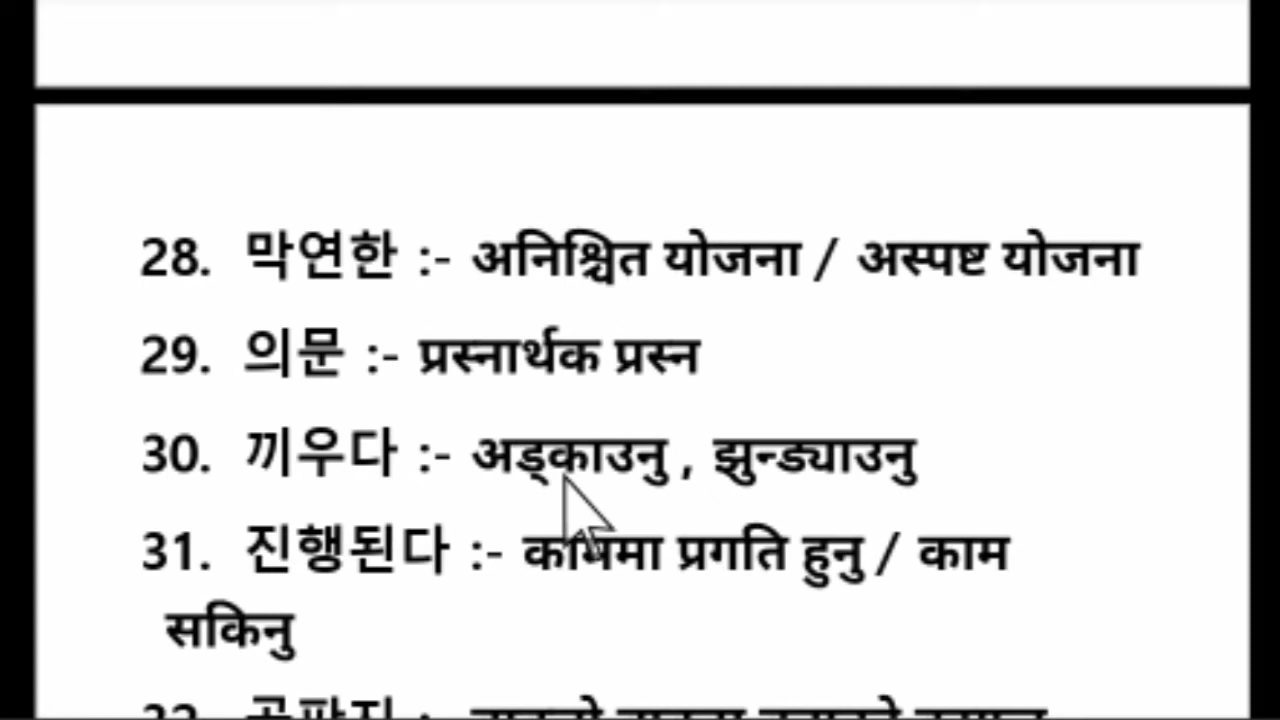 28. 막연한 :- अनिश्चित योजना / अस्पष्ट योजना
29. 의문 :- प्रस्नार्थक प्रस्न
30. 끼우다 :- अड्काउनु , झुन्ड्याउनु
31. 진행된다 :- काममा प्रगति हुनु / काम
सकिनु